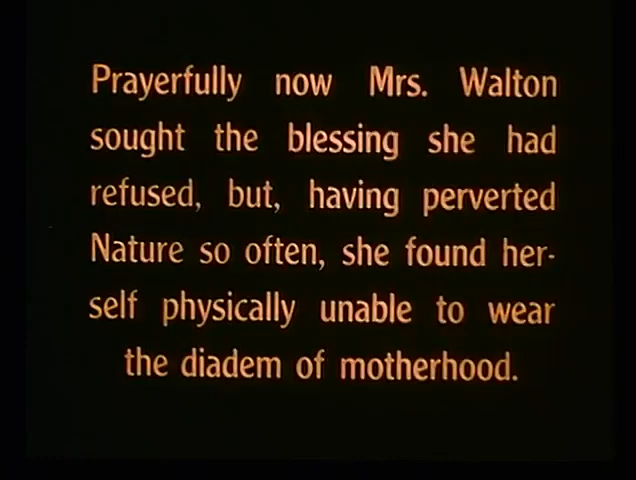 Prayerfully now Mrs. Walton
sought the blessing she had
refused, but, having perverted
Nature so often, she found her-
self physically unable to wear
the diadem of motherhood.